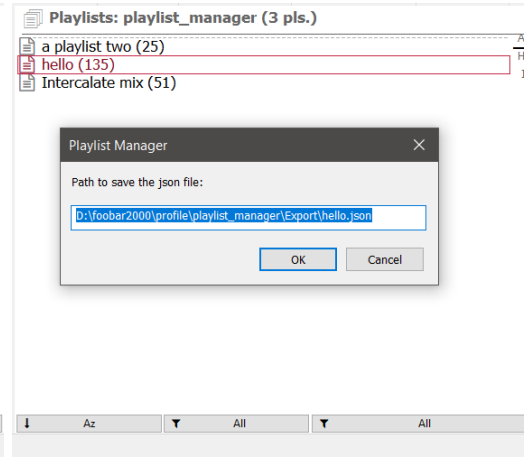 Playlists: playlist_manager (3 pls.)
a playlist two (25)
hello (135)
Intercalate mix (51)
A
H
Playlist Manager
Path to save the json file:
D:\foobar2000\profile\playlist_manager\Export\hello.json
OK
Cancel
Az
All
All